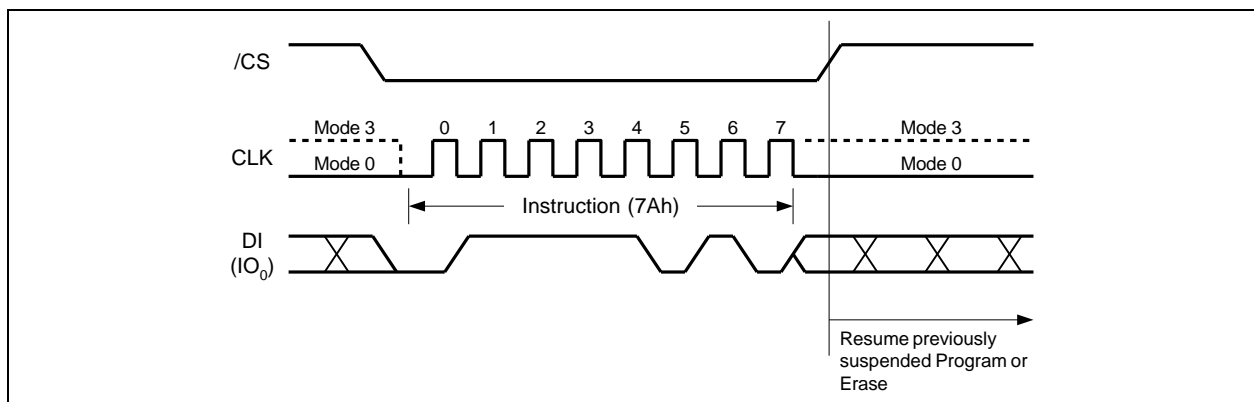 /CS
Mode 3
0 1 2 3 4 5 6 7
Mode 3
CLK
Mode 0
Mode 0
Instruction (7Ah)
DI
(IO0)
Resume previously
suspended Program or
Erase